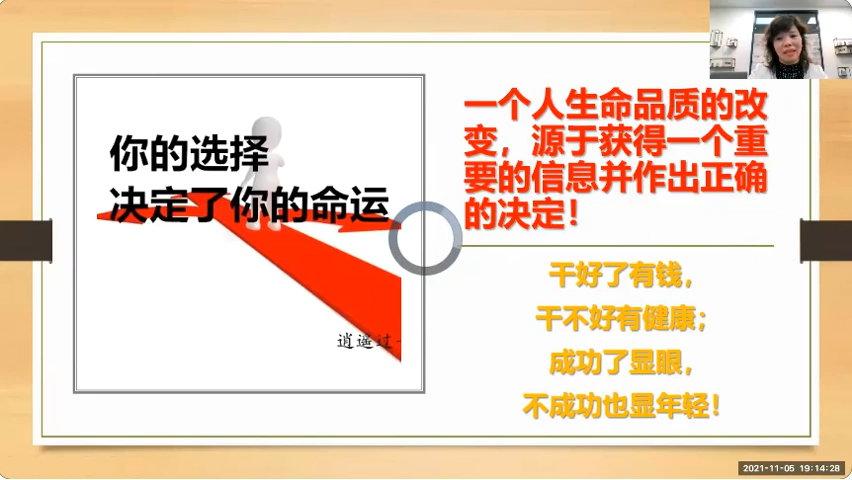 你的选择
决定了你的命运
逍遥过
一个人生命品质的改
变，源于获得一个重
要的信息并作出正确
的决定！
干好了有钱，
干不好有健康；
成功了显眼，
不成功也显年轻！
2021-11-05 19:14:28